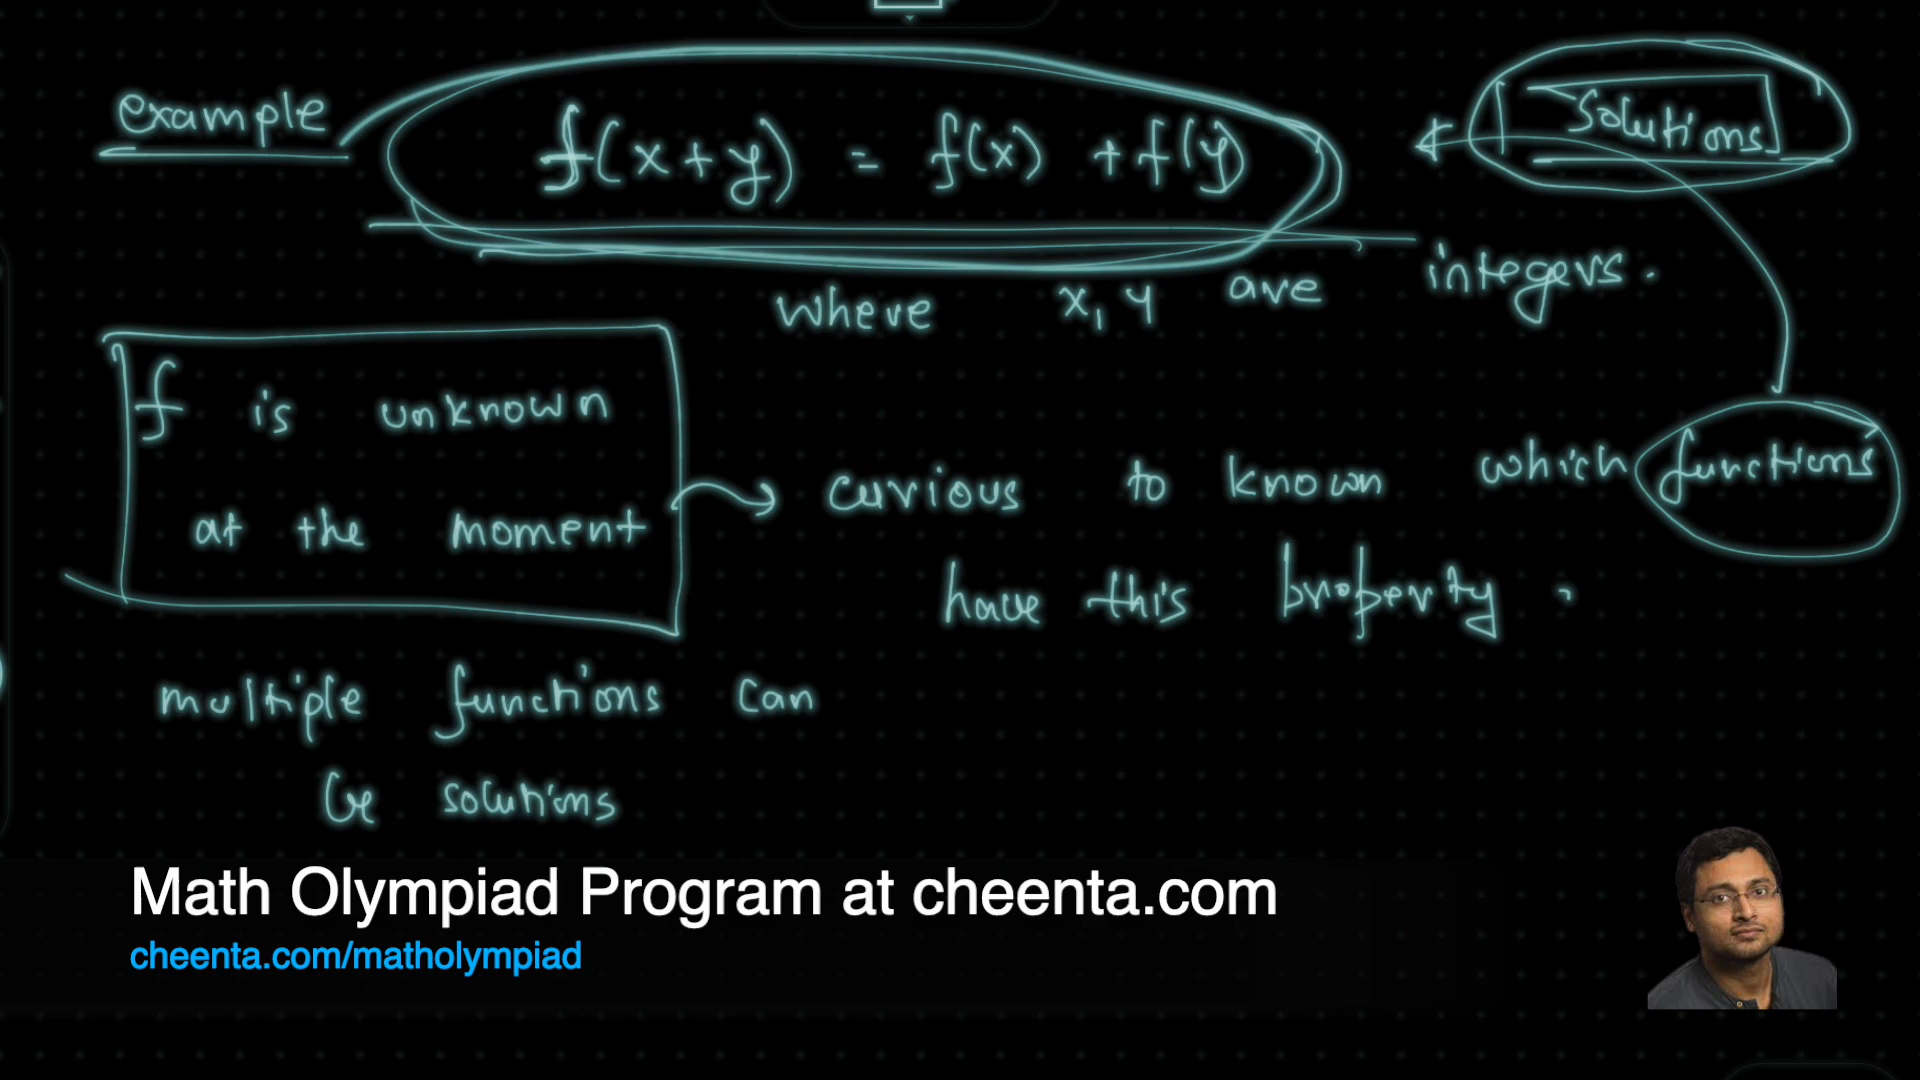 example
f(x+y) = f(x) + f(y)
Solutions
where x, y are integers.
f is unknown
at the moment
curious to known which functions
have this property.
multiple functions can
be solutions
Math Olympiad Program at cheenta.com
cheenta.com/matholympiad